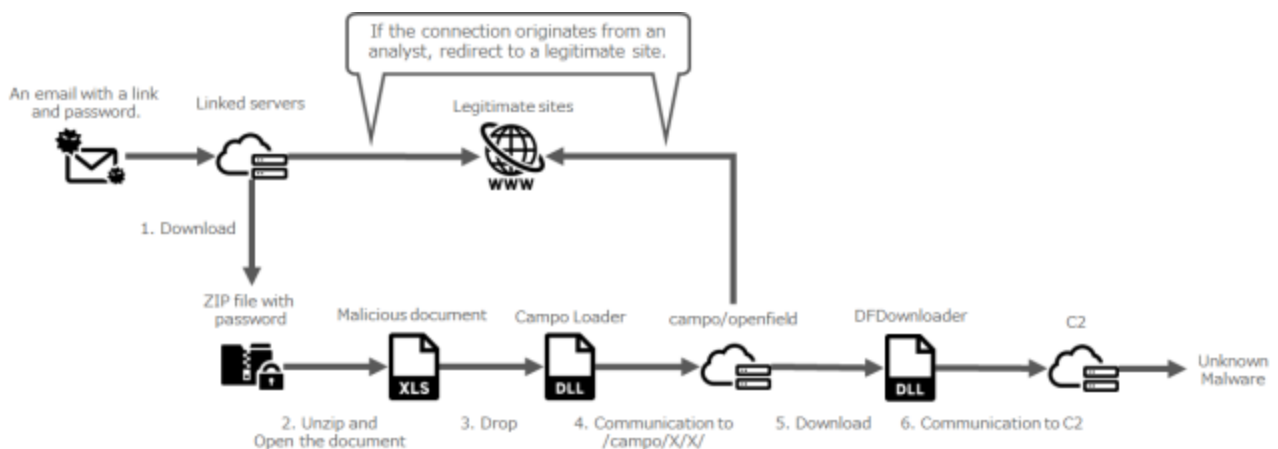 If the connection originates from an
analyst, redirect to a legitimate site.
An email with a link
and password.
Linked servers
Legitimate sites
WWW
1. Download
ZIP file with
password
Malicious document
Campo Loader
campo/openfield
DFDownloader
C2
XLS
DLL
DLL
Unknown
Malware
2. Unzip and
Open the document
3. Drop
4. Communication to
/campo/X/X/
5. Download
6. Communication to C2